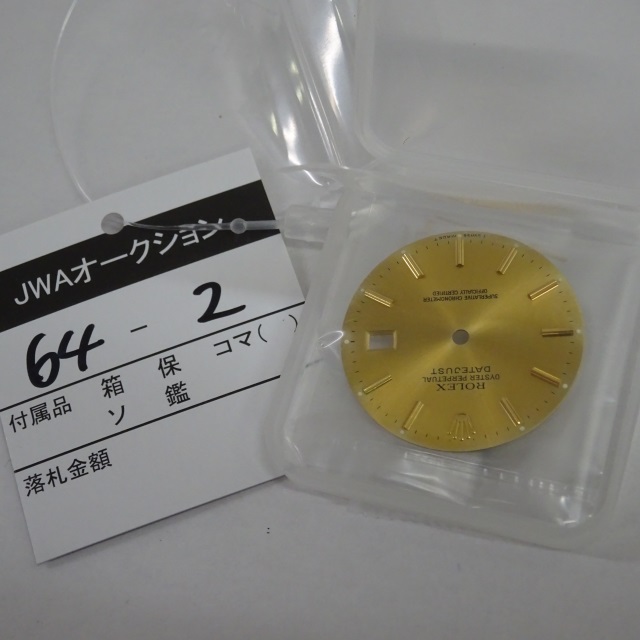 JWAオークション
64 - 2
付属品 箱 保 コマ( )
ソ 鑑
落札金額
ROLEX
OYSTER PERPETUAL
DATEJUST
SUPERLATIVE CHRONOMETER
OFFICIALLY CERTIFIED